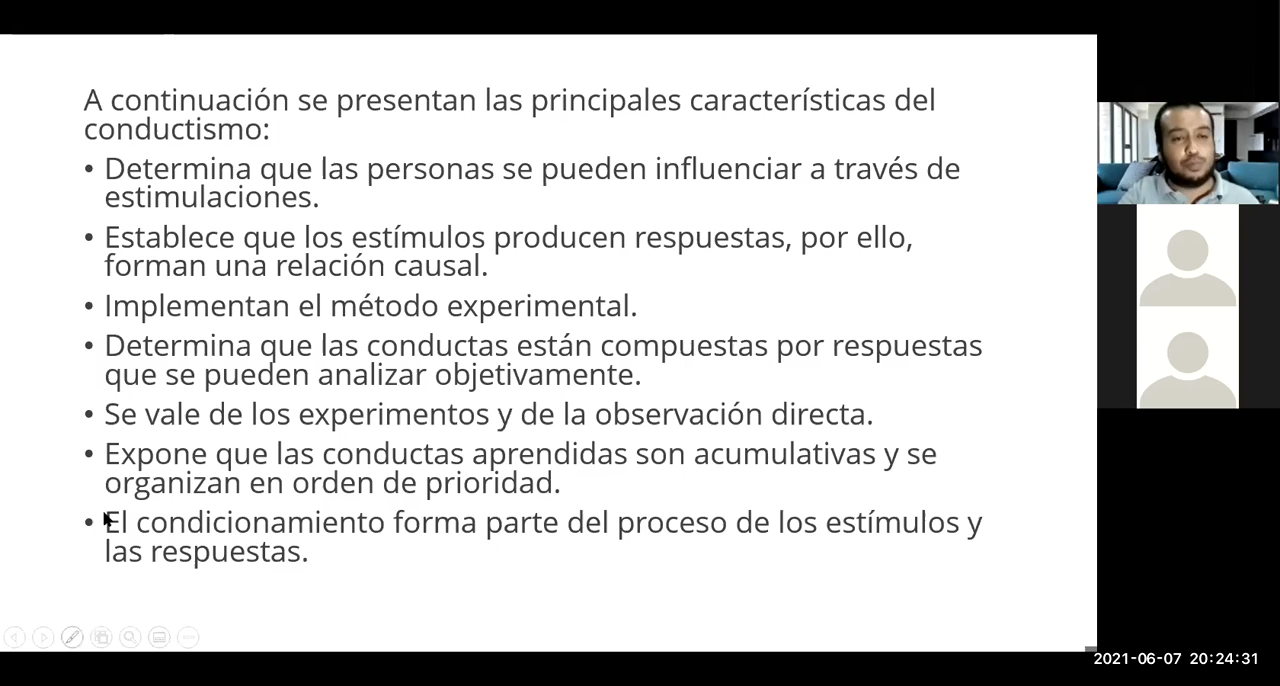 A continuación se presentan las principales características del
conductismo:
• Determina que las personas se pueden influenciar a través de
estimulaciones.
• Establece que los estímulos producen respuestas, por ello,
forman una relación causal.
• Implementan el método experimental.
• Determina que las conductas están compuestas por respuestas
que se pueden analizar objetivamente.
• Se vale de los experimentos y de la observación directa.
• Expone que las conductas aprendidas son acumulativas y se
organizan en orden de prioridad.
• El condicionamiento forma parte del proceso de los estímulos y
las respuestas.
2021-06-07 20:24:31